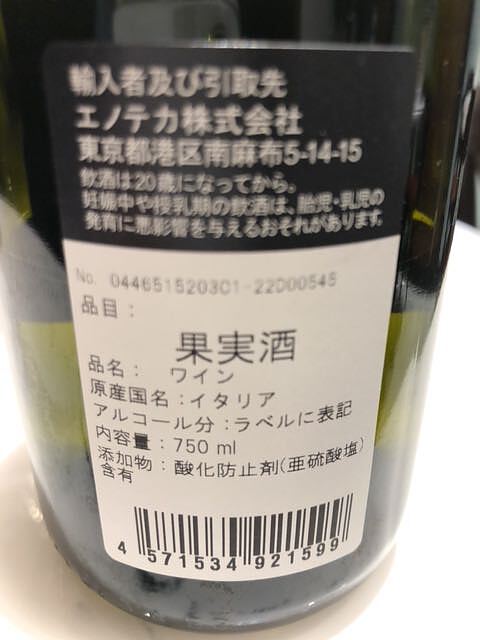 輸入者及び引取先
エノテカ株式会社
東京都港区南麻布5-14-15
飲酒は20歳になってから。
妊娠中や授乳期の飲酒は、胎児・乳児の
発育に悪影響を与えるおそれがあります。
No. 0446515203C1-22D00545
品目：
果実酒
品名： ワイン
原産国名：イタリア
アルコール分：ラベルに表記
内容量：750 ml
添加物：酸化防止剤(亜硫酸塩)
含有
4 571534 921599